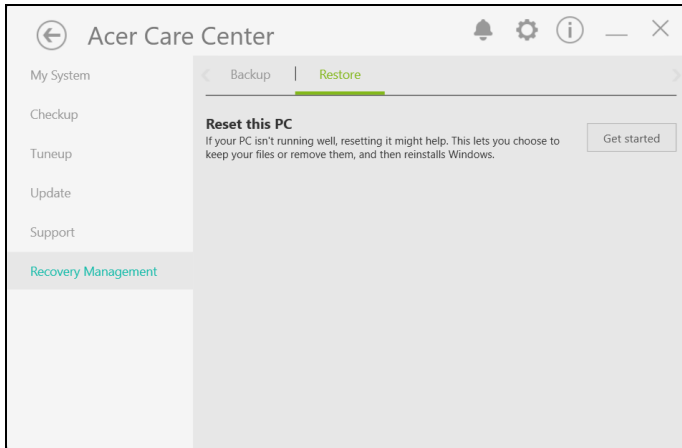 Acer Care Center
My System
Backup
Restore
Checkup
Reset this PC
If your PC isn't running well, resetting it might help. This lets you choose to
keep your files or remove them, and then reinstalls Windows.
Get started
Tuneup
Update
Support
Recovery Management